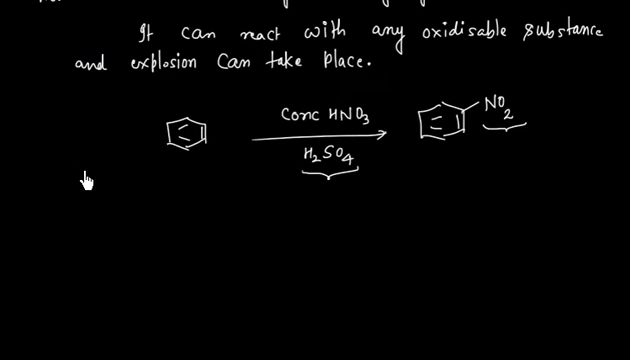 It can react with any oxidisable substance
and explosion can take place.
Conc HNO3
H2SO4
NO2